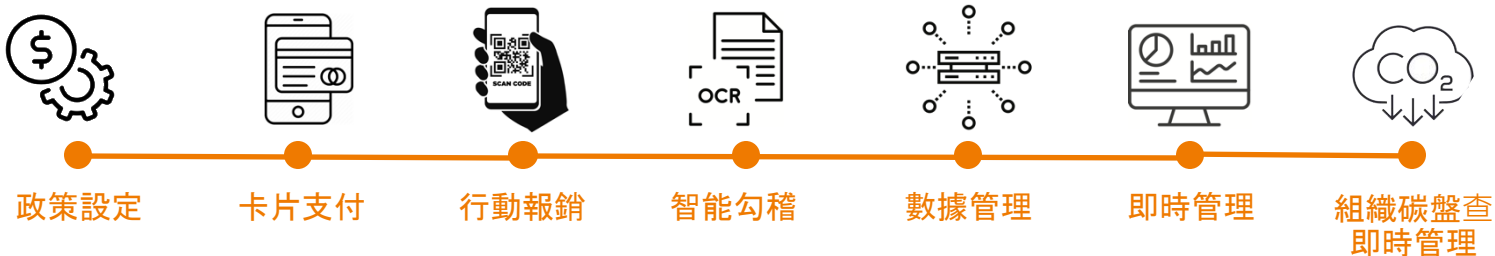 $
SCAN CODE
OCR
CO2
政策設定
卡片支付
行動報銷
智能勾稽
數據管理
即時管理
組織碳盤查
即時管理